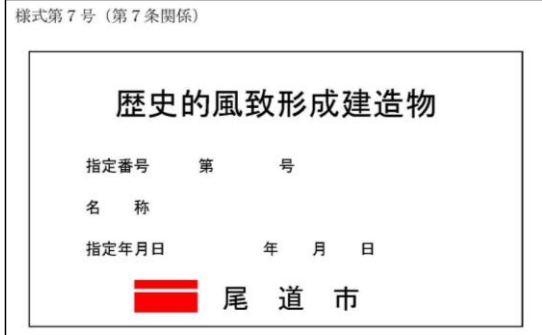 様式第７号（第７条関係）
歴史的風致形成建造物
指定番号　　第　　　　号
名　　称
指定年月日　　　　　　年　　月　　日
尾　道　市